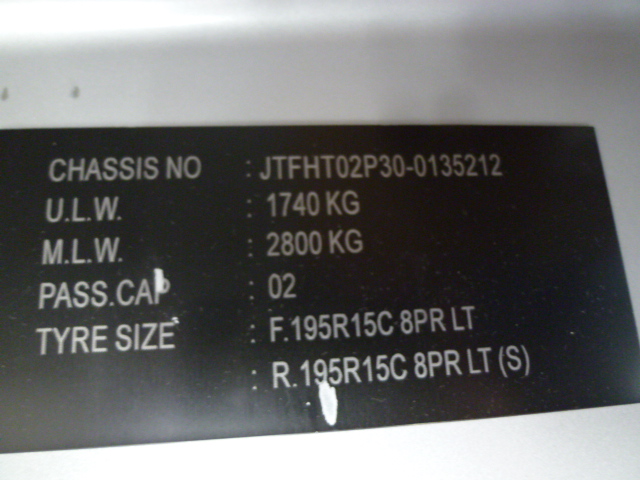 CHASSIS NO : JTFHT02P30-0135212
U.L.W. : 1740 KG
M.L.W. : 2800 KG
PASS.CAP : 02
TYRE SIZE : F.195R15C 8PR LT
: R.195R15C 8PR LT (S)